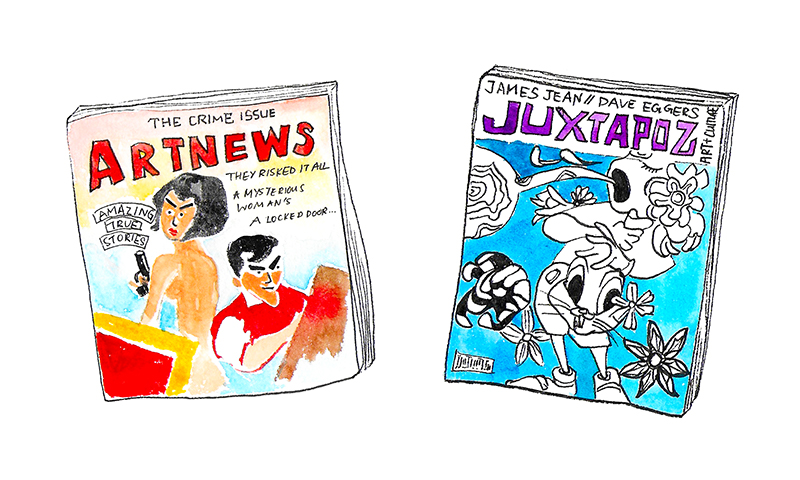 THE CRIME ISSUE
ARTNEWS
THEY RISKED IT ALL
A MYSTERIOUS
WOMAN'S
A LOCKED DOOR...
AMAZING
TRUE
STORIES
JAMES JEAN // DAVE EGGERS
JUXTAPOZ
ART + CULTURE